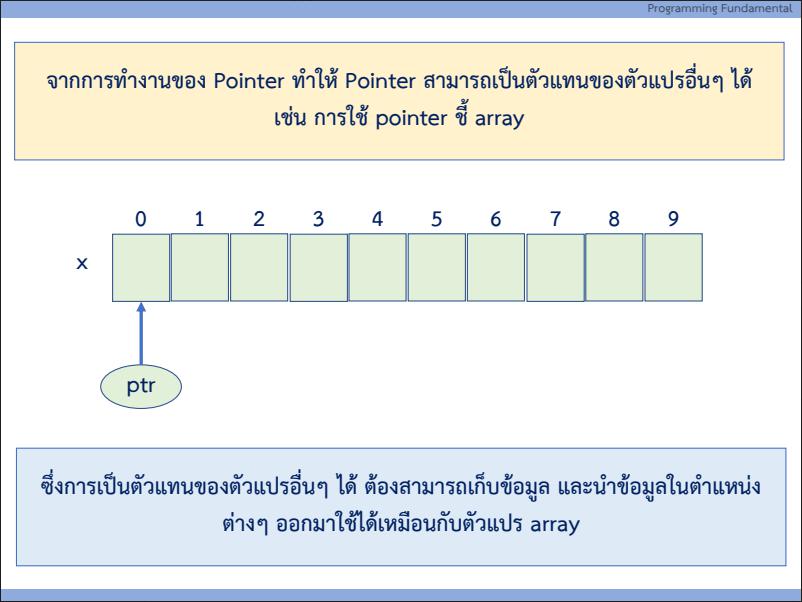 Programming Fundamental
จากการทำงานของ Pointer ทำให้ Pointer สามารถเป็นตัวแทนของตัวแปรอื่นๆ ได้
เช่น การใช้ pointer ชี้ array
0 1 2 3 4 5 6 7 8 9
x
ptr
ซึ่งการเป็นตัวแทนของตัวแปรอื่นๆ ได้ ต้องสามารถเก็บข้อมูล และนำข้อมูลในตำแหน่ง
ต่างๆ ออกมาใช้ได้เหมือนกับตัวแปร array